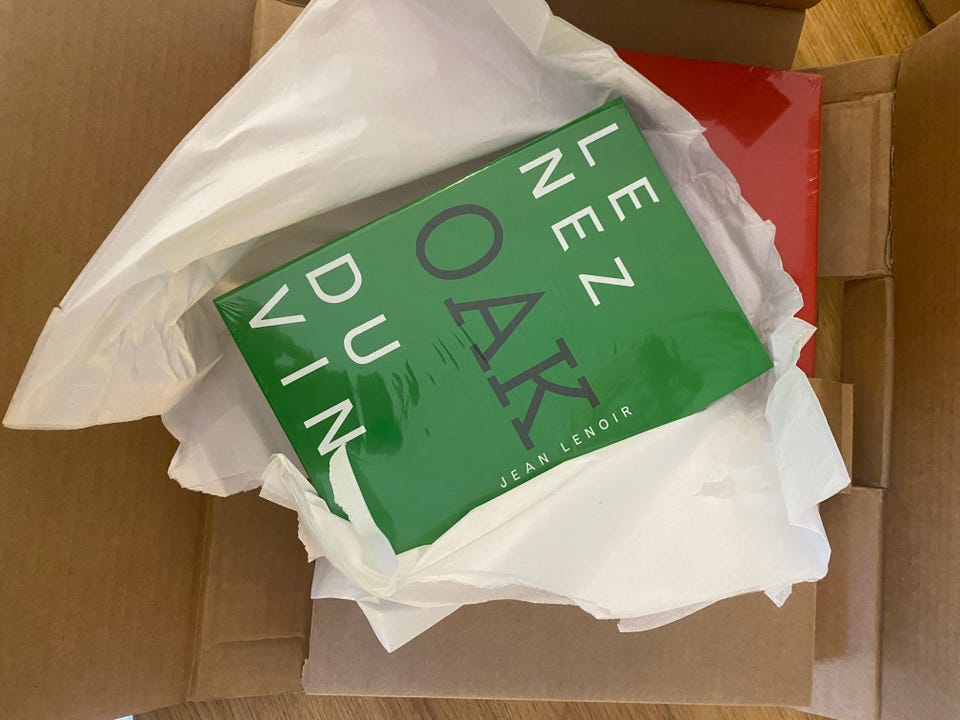 LE
NEZ
OAK
DU
VIN
JEAN LENOIR